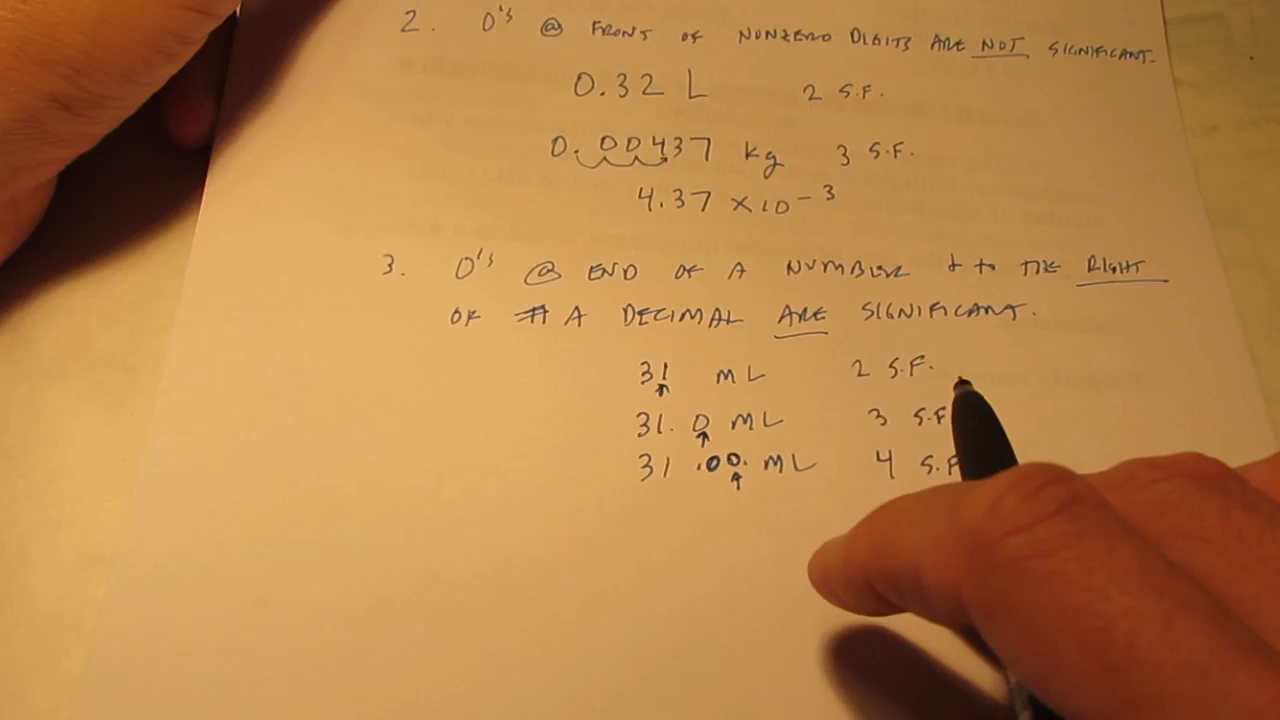 2. 0's @ FRONT OF NONZERO DIGITS ARE NOT SIGNIFICANT.
0.32 L 2 S.F.
0.00437 kg 3 S.F.
4.37 × 10⁻³
3. 0's @ END OF A NUMBER & to THE RIGHT
OF A DECIMAL ARE SIGNIFICANT.
31 mL 2 S.F.
31.0 mL 3 S.F
31.00 mL 4 S.F